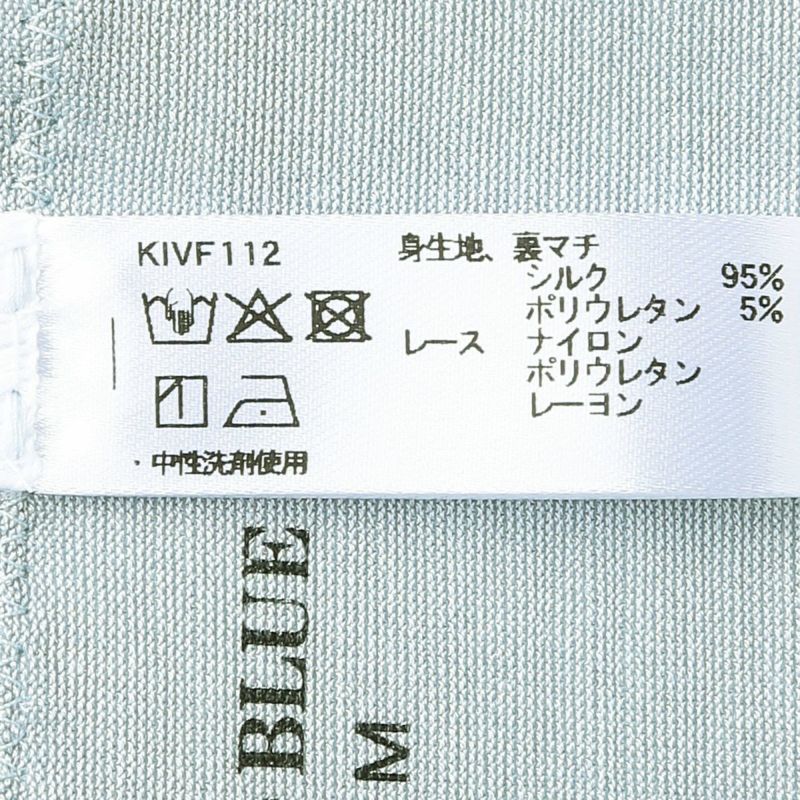 KIVF112
身生地、裏マチ
シルク 95%
ポリウレタン 5%
レース ナイロン
ポリウレタン
レーヨン
・中性洗剤使用
BLUE
M